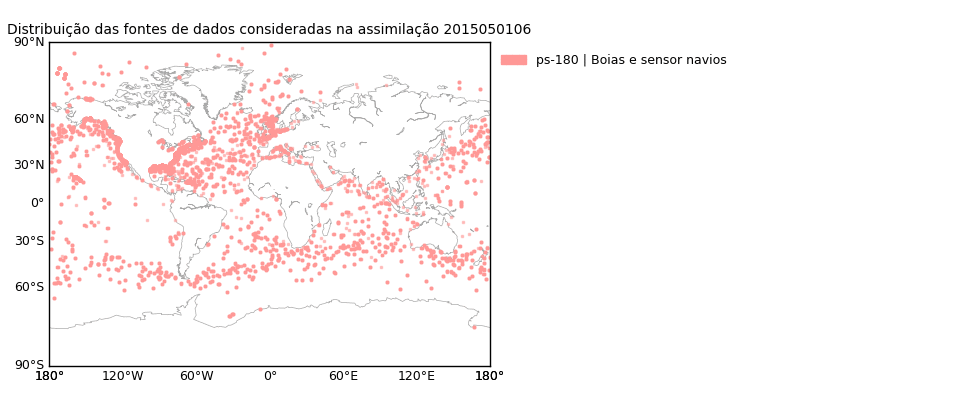 Distribuição das fontes de dados consideradas na assimilação 2015050106
90°N
ps-180 | Boias e sensor navios
60°N
30°N
0°
30°S
60°S
90°S
180° 120°W 60°W 0° 60°E 120°E 180°